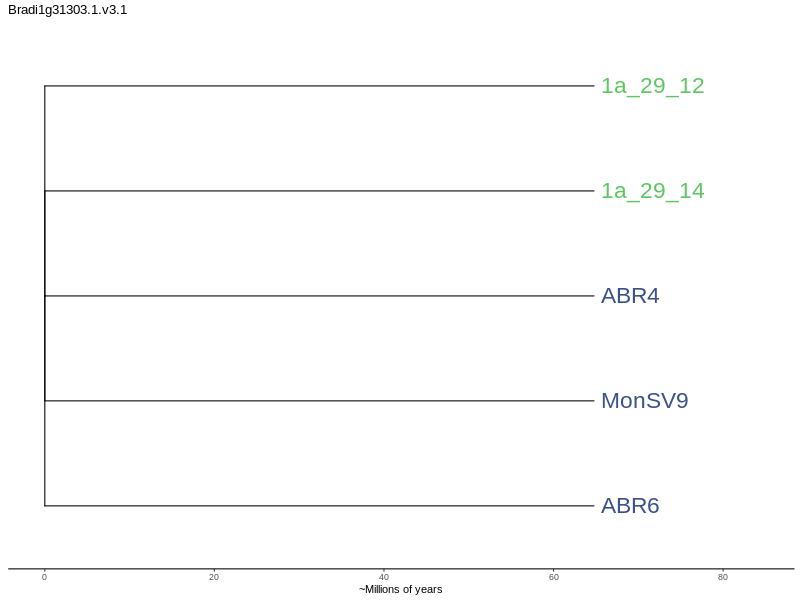 Bradi1g31303.1.v3.1
1a_29_12
1a_29_14
ABR4
MonSV9
ABR6
0 20 40 60 80
~Millions of years